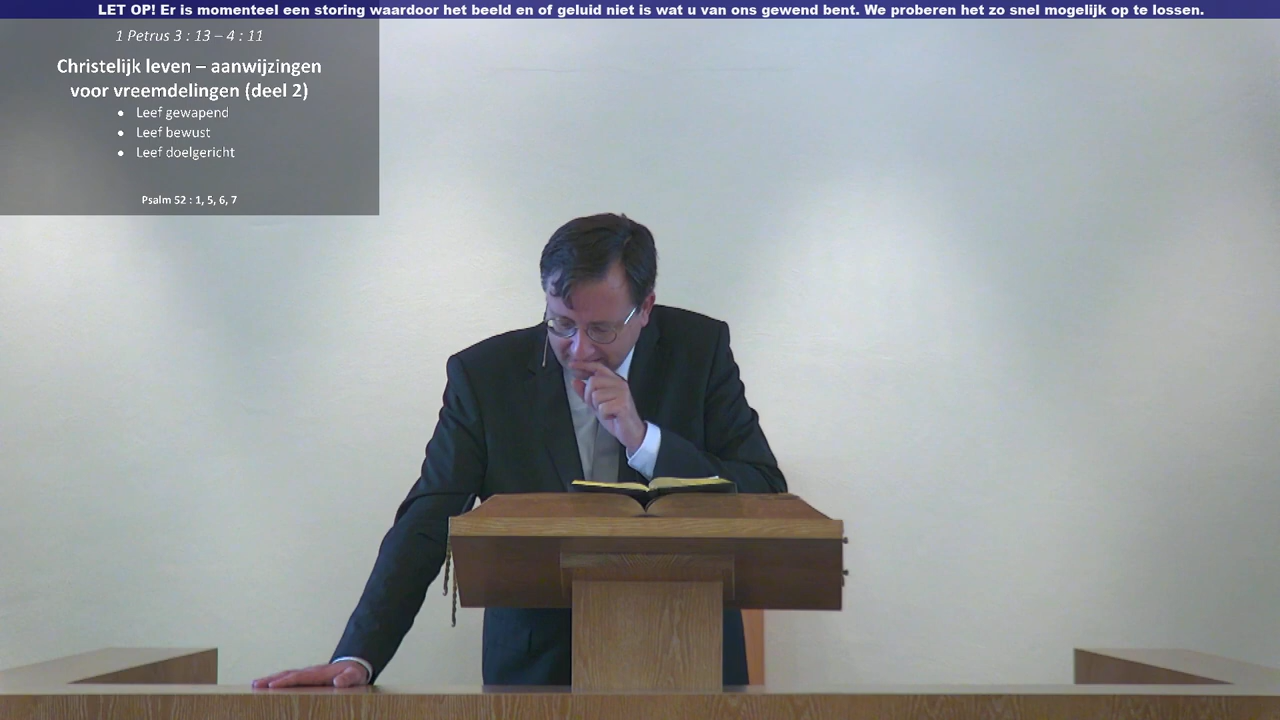 LET OP! Er is momenteel een storing waardoor het beeld en of geluid niet is wat u van ons gewend bent. We proberen het zo snel mogelijk op te lossen.
1 Petrus 3 : 13 – 4 : 11
Christelijk leven – aanwijzingen
voor vreemdelingen (deel 2)
• Leef gewapend
• Leef bewust
• Leef doelgericht
Psalm 52 : 1, 5, 6, 7